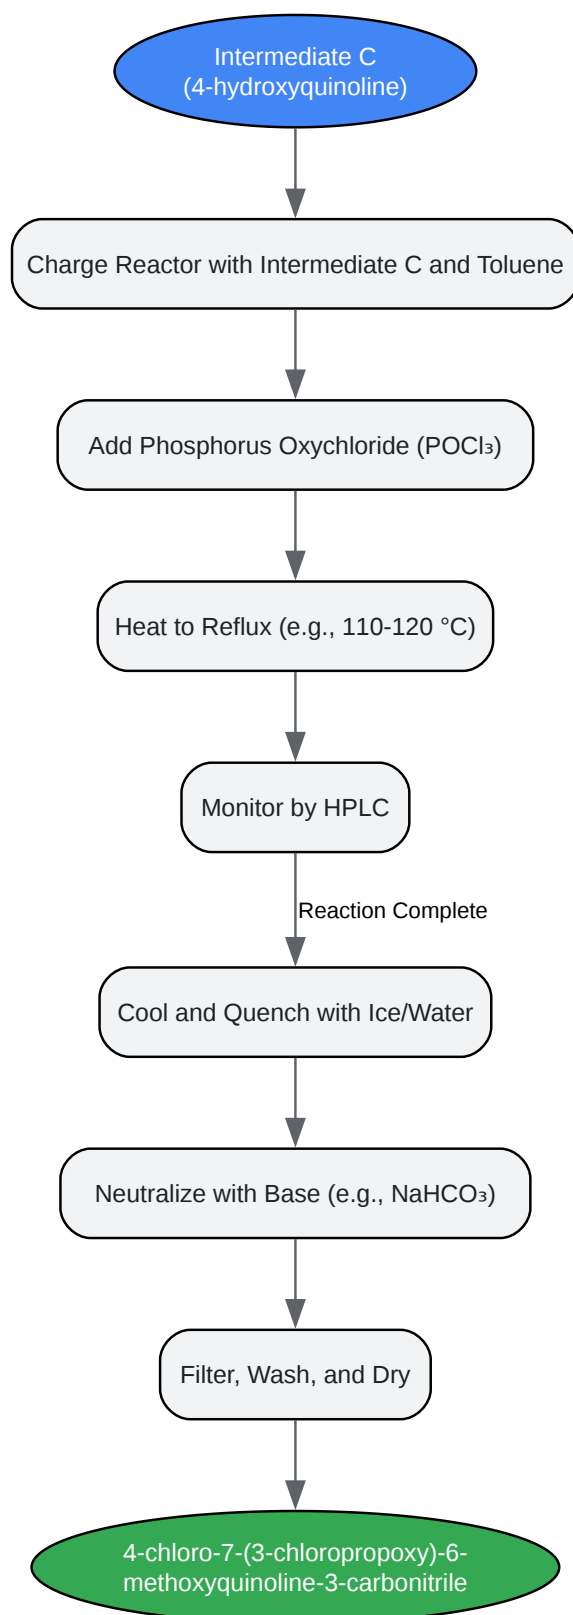 Intermediate C
(4-hydroxyquinoline)
Charge Reactor with Intermediate C and Toluene
Add Phosphorus Oxychloride (POCl₃)
Heat to Reflux (e.g., 110-120 °C)
Monitor by HPLC
Reaction Complete
Cool and Quench with Ice/Water
Neutralize with Base (e.g., NaHCO₃)
Filter, Wash, and Dry
4-chloro-7-(3-chloropropoxy)-6-
methoxyquinoline-3-carbonitrile